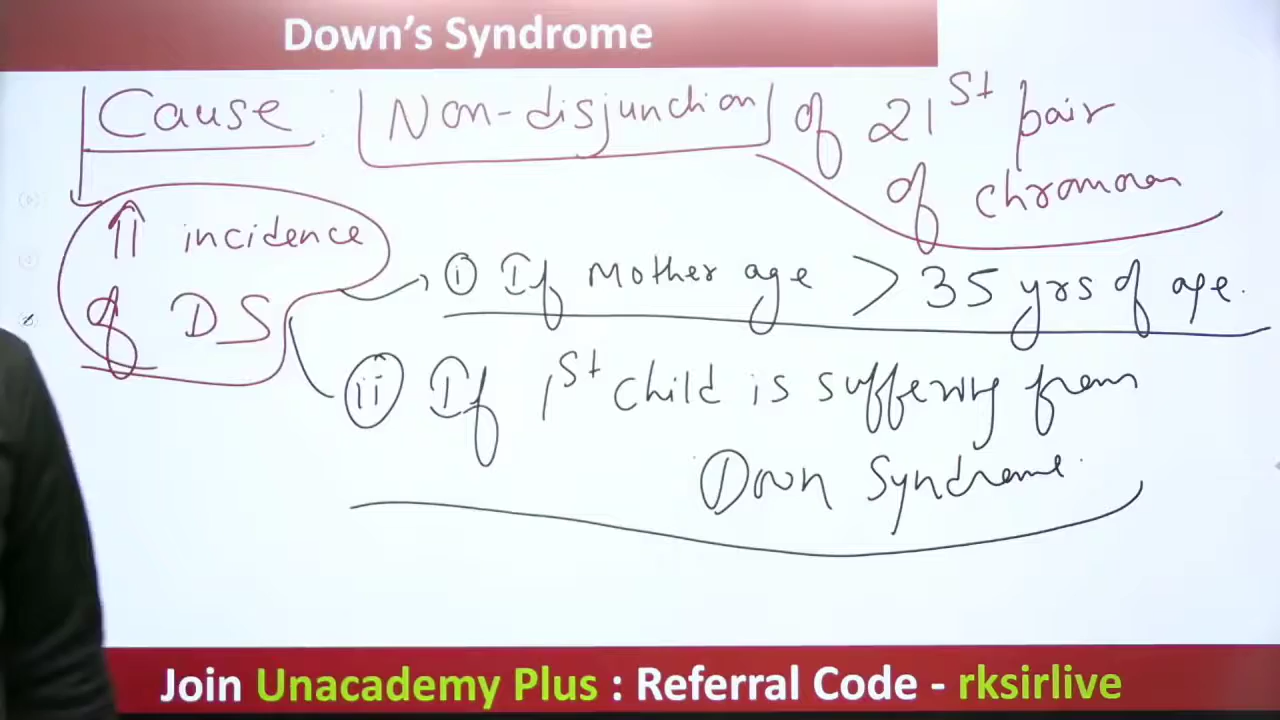 Down's Syndrome
Cause : Non-disjunction of 21st pair
of chromosom
↑↑ incidence
of DS
i) If Mother age > 35 yrs of age.
ii) If 1st child is suffering from
Down Syndrome.
Join Unacademy Plus : Referral Code - rksirlive